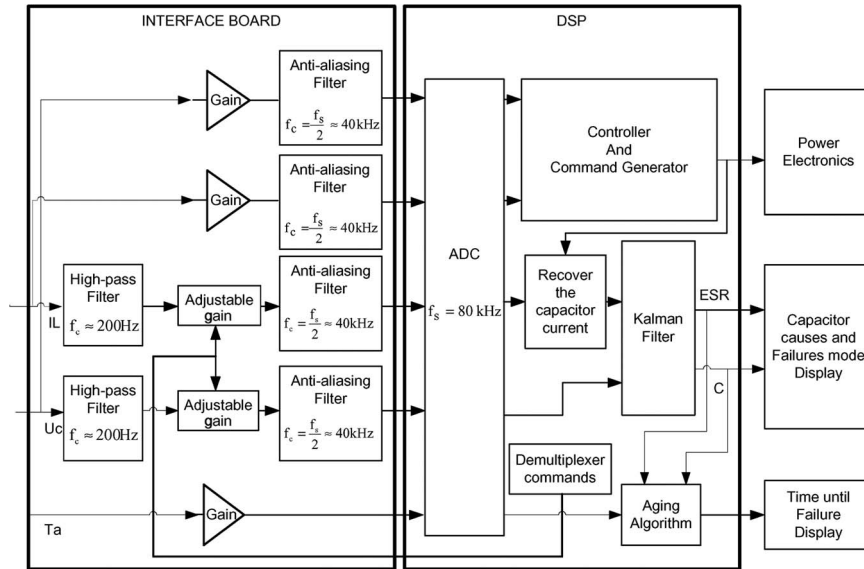 INTERFACE BOARD
DSP
Gain
Anti-aliasing
Filter
f_c = f_s/2 ≈ 40kHz
Gain
Anti-aliasing
Filter
f_c = f_s/2 ≈ 40kHz
IL
High-pass
Filter
f_c ≈ 200Hz
Adjustable
gain
Anti-aliasing
Filter
f_c = f_s/2 ≈ 40kHz
Uc
High-pass
Filter
f_c ≈ 200Hz
Adjustable
gain
Anti-aliasing
Filter
f_c = f_s/2 ≈ 40kHz
Ta
Gain
ADC
f_s = 80 kHz
Controller
And
Command Generator
Recover
the
capacitor
current
Kalman
Filter
ESR
C
Demultiplexer
commands
Aging
Algorithm
Power
Electronics
Capacitor
causes and
Failures mode
Display
Time until
Failure
Display